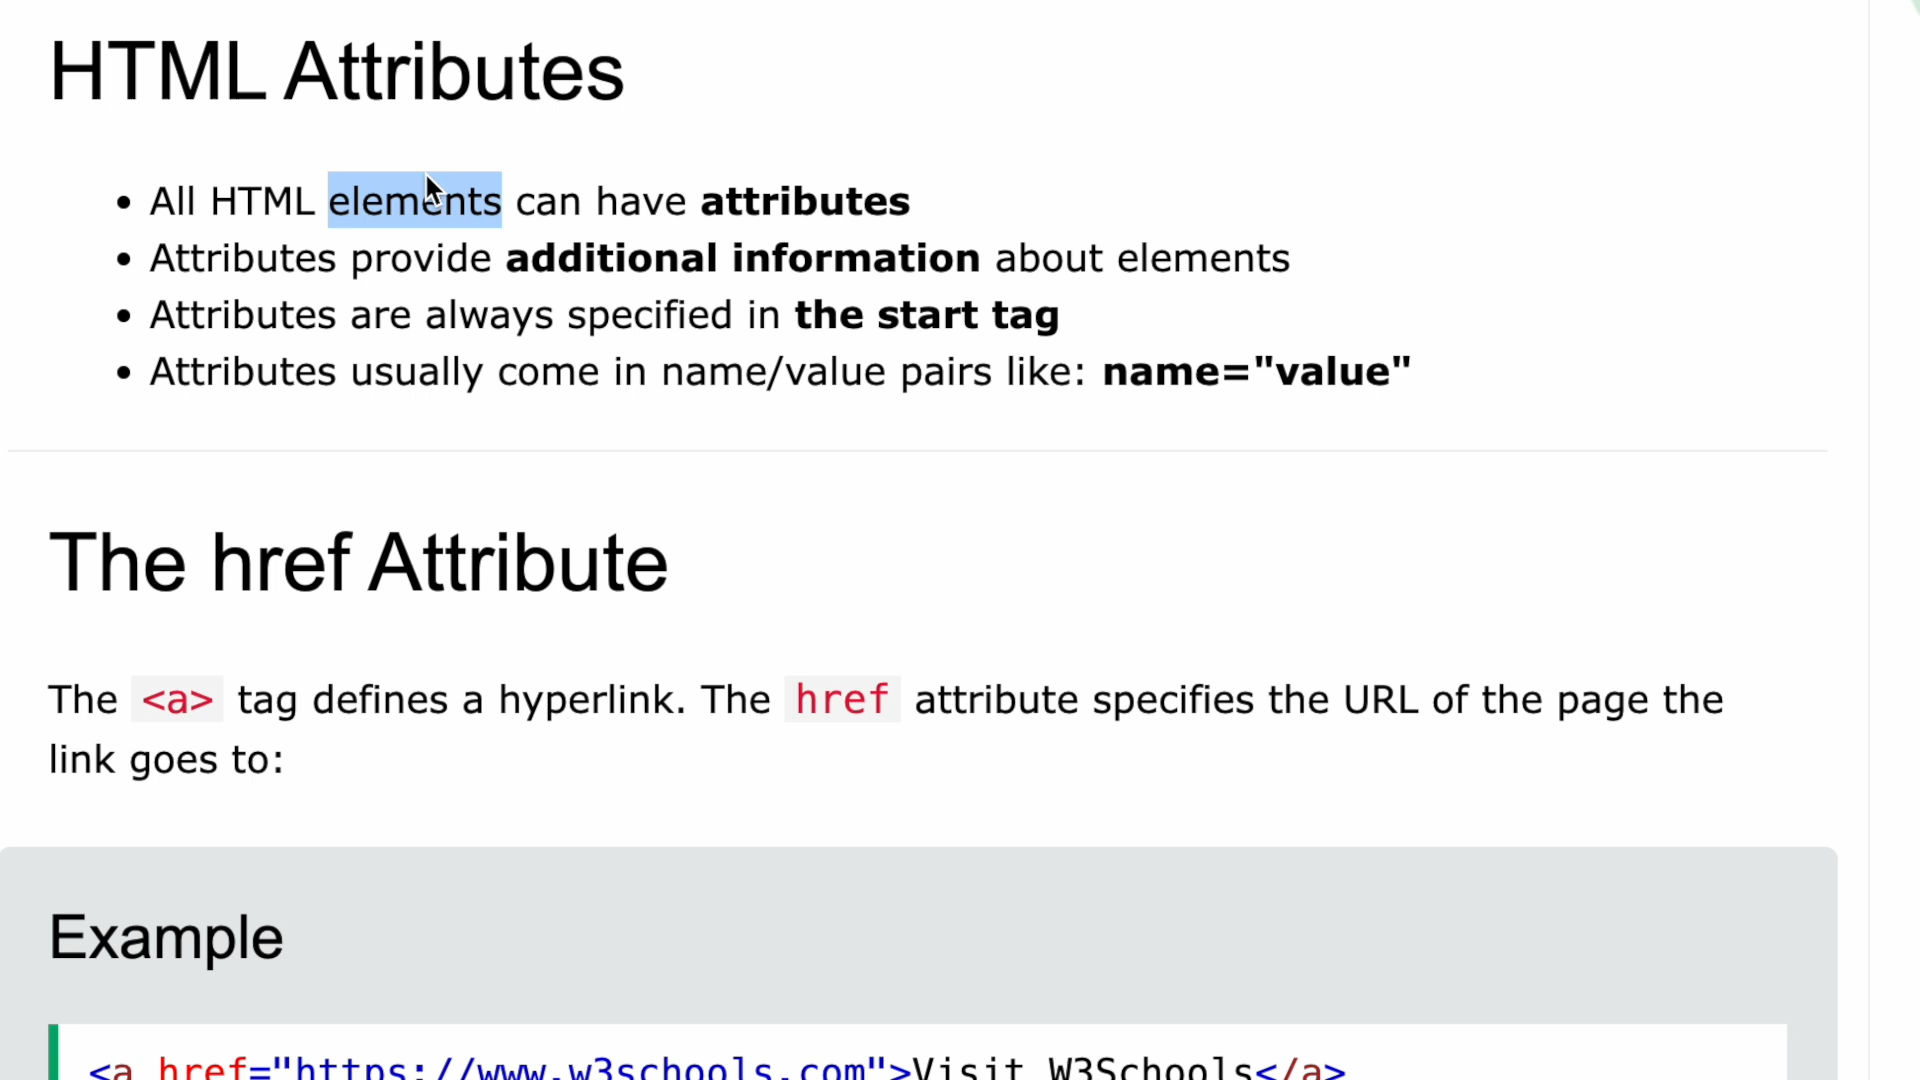 HTML Attributes
All HTML elements can have attributes
Attributes provide additional information about elements
Attributes are always specified in the start tag
Attributes usually come in name/value pairs like: name="value"
The href Attribute
The <a> tag defines a hyperlink. The href attribute specifies the URL of the page the
link goes to:
Example
<a href="https://www.w3schools.com">Visit W3Schools</a>